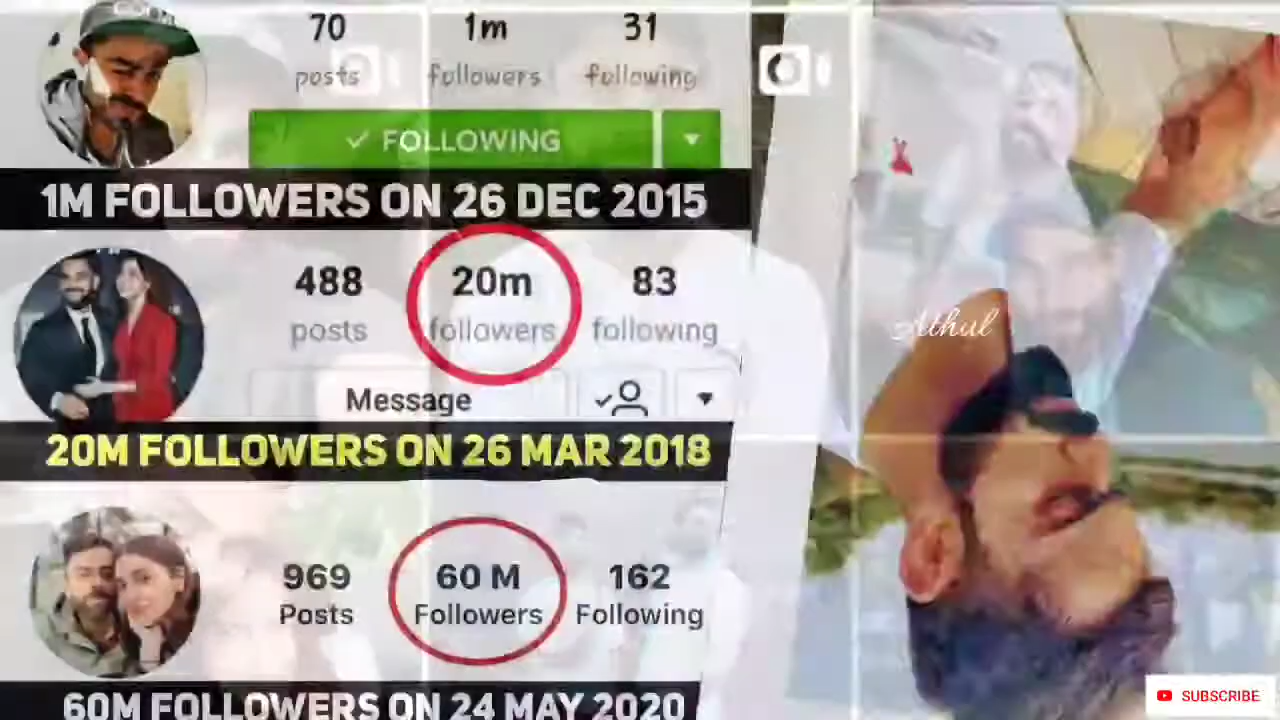 70 1m 31
posts followers following
FOLLOWING
1M FOLLOWERS ON 26 DEC 2015
488 20m 83
posts followers following
Message
20M FOLLOWERS ON 26 MAR 2018
969 60 M 162
Posts Followers Following
60M FOLLOWERS ON 24 MAY 2020
Athul
SUBSCRIBE